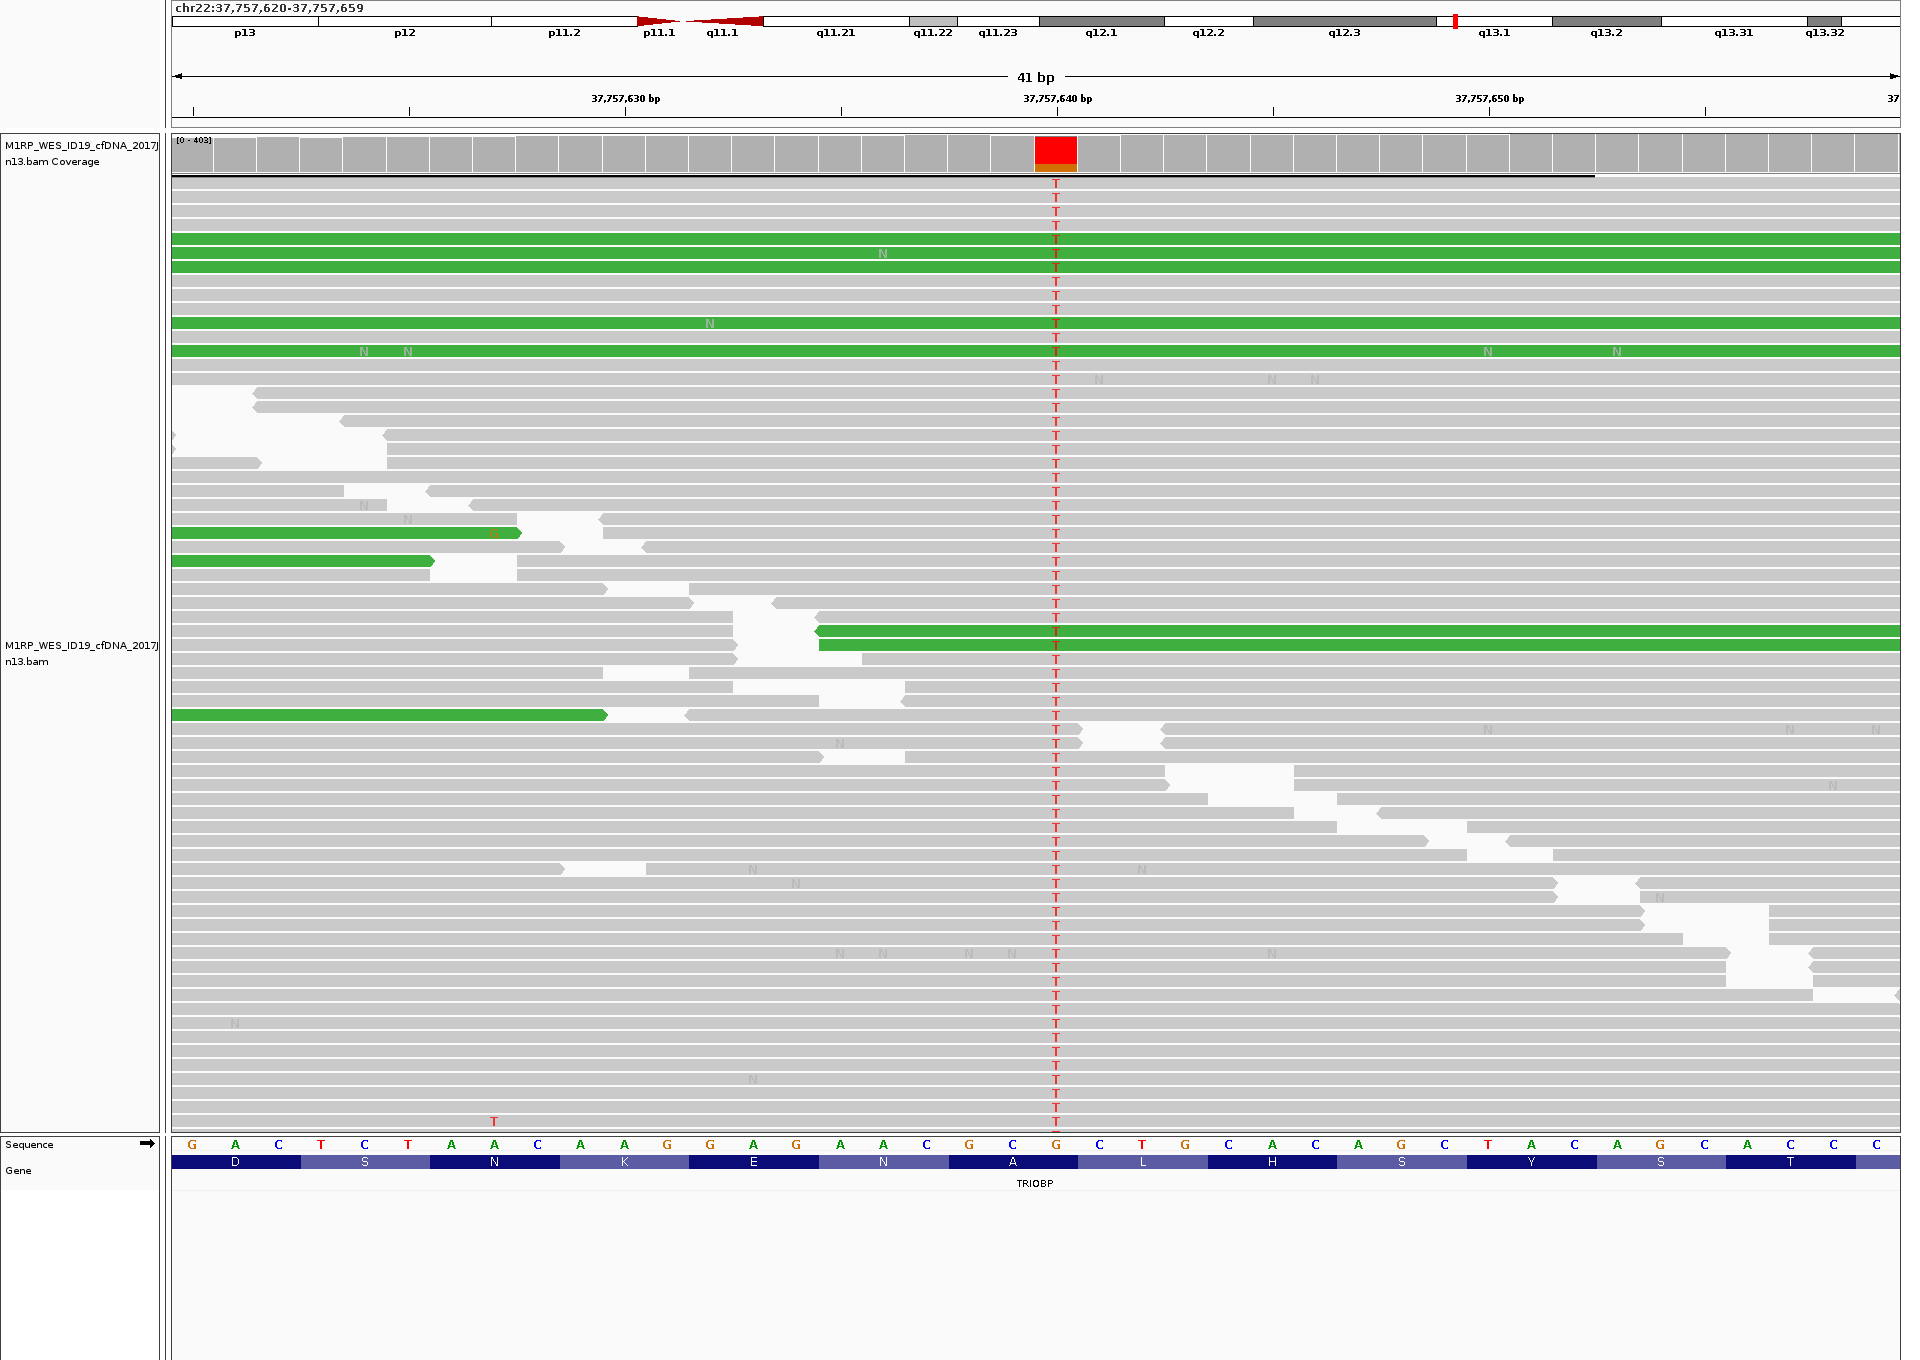 chr22:37,757,620-37,757,659
p13 p12 p11.2 p11.1 q11.1 q11.21 q11.22 q11.23 q12.1 q12.2 q12.3 q13.1 q13.2 q13.31 q13.32
41 bp
37,757,630 bp 37,757,640 bp 37,757,650 bp 37
M1RP_WES_ID19_cfDNA_2017J
n13.bam Coverage
[0 - 403]
T
T
T
T
T
N T
T
T
T
T
N T
T
N N T N N
T
T N N N
T
T
T
T
T
T
T
T
N T
N T
G T
T
T
T
T
T
T
T
T
M1RP_WES_ID19_cfDNA_2017J
n13.bam
T
T
T
T
T
T N N N
N T
T
T
T N
T
T
T
T
T
N T N
N T
T N
T
T
T
N N N N T N
T
T
T
T
N T
T
T
T
N T
T
T
T T
Sequence
G A C T C T A A C A A G G A G A A C G C G C T G C A C A G C T A C A G C A C C C
Gene
D S N K E N A L H S Y S T
TRIOBP